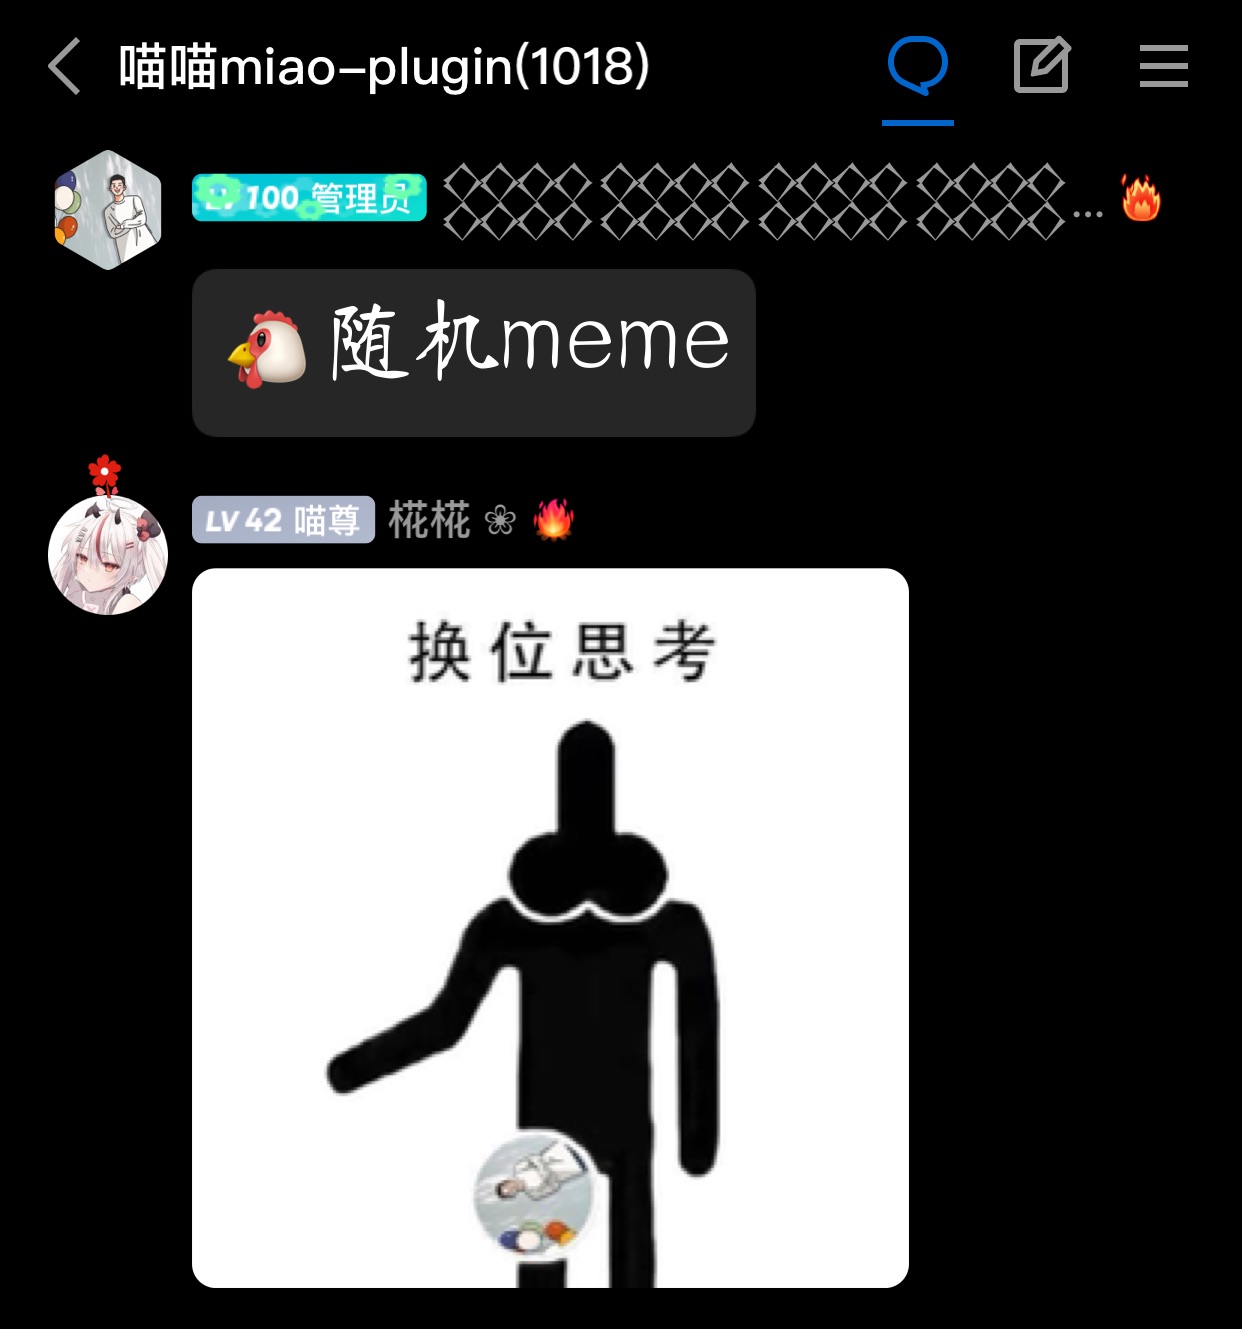 喵喵miao-plugin(1018)
LV 100 管理员
🐔 随机meme
LV 42 喵尊 椛椛 ❀ 🔥
换位思考